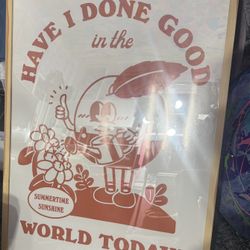 HAVE I DONE GOOD
in the
SUMMERTIME
SUNSHINE
WORLD TODAY